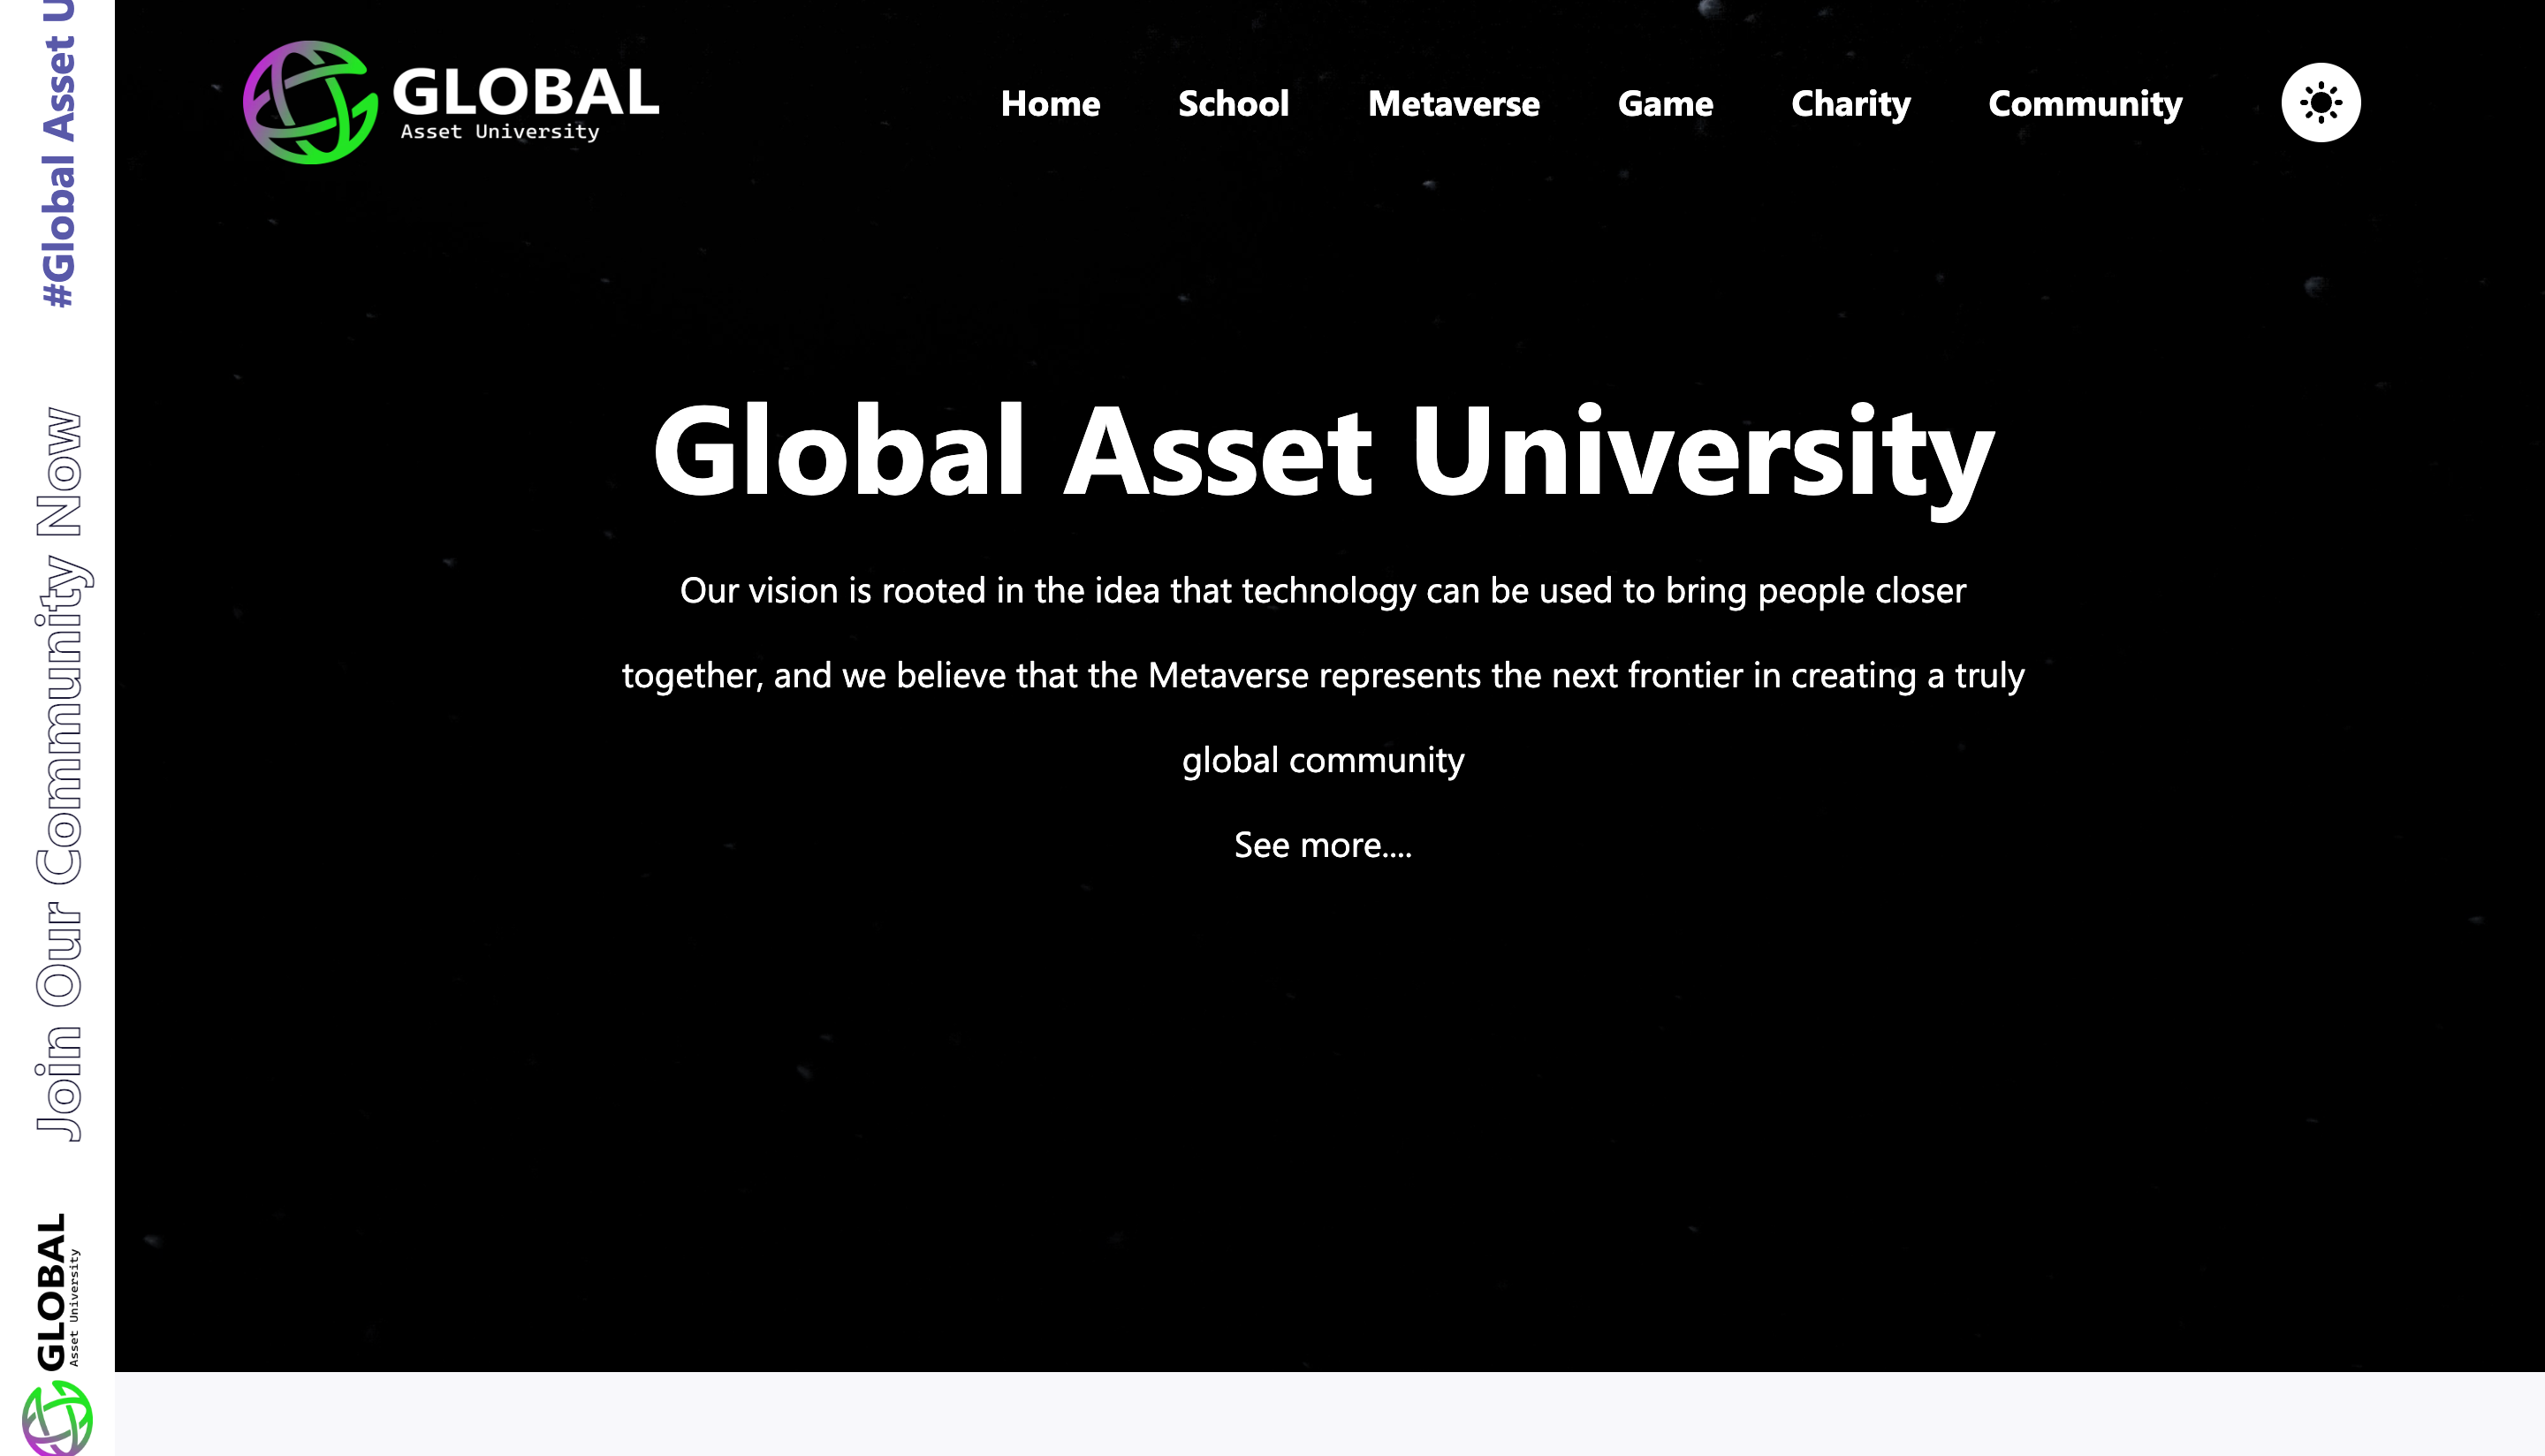 GLOBAL
Asset University
Home School Metaverse Game Charity Community
Global Asset University
Our vision is rooted in the idea that technology can be used to bring people closer
together, and we believe that the Metaverse represents the next frontier in creating a truly
global community
See more....
#Global Asset U
Join Our Community Now
GLOBAL
Asset University